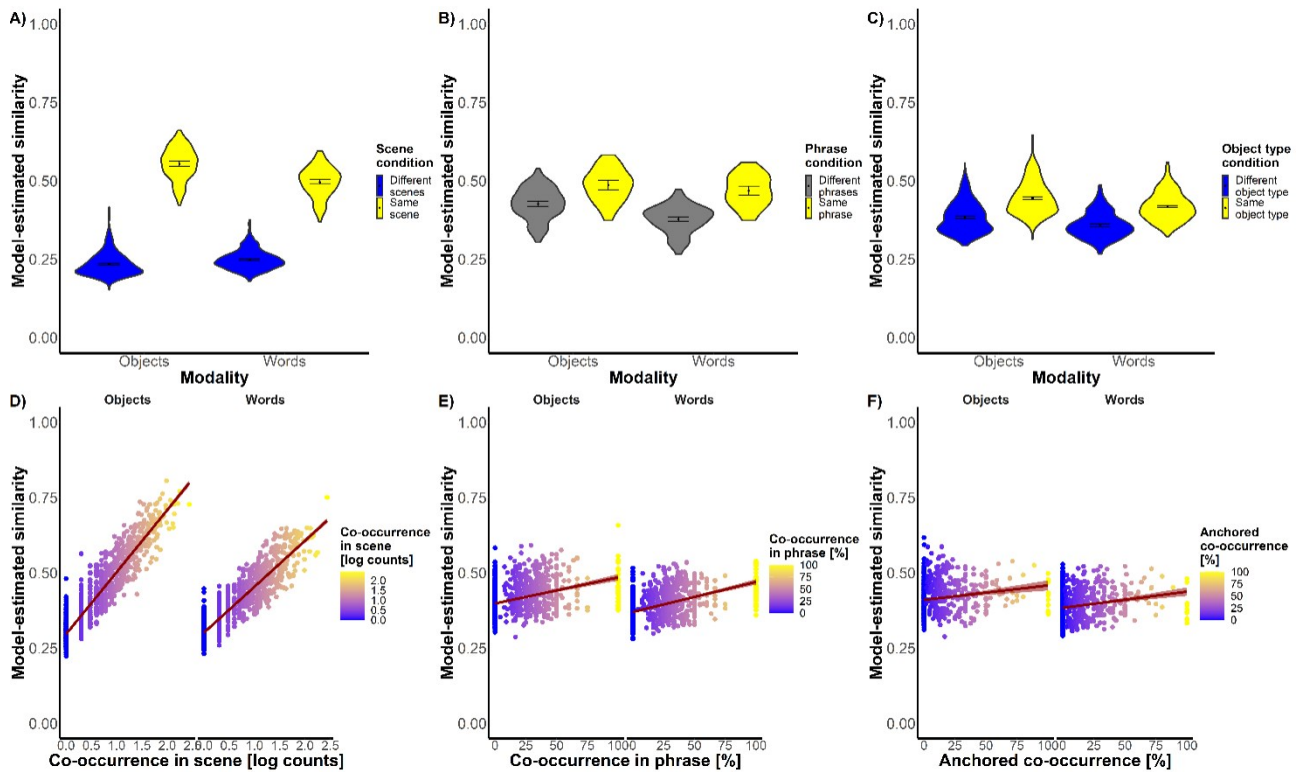 A)
1.00
0.75
0.50
0.25
0.00
Model-estimated similarity
Objects Words
Modality
Scene
condition
Different
scenes
Same
scene
B)
1.00
0.75
0.50
0.25
0.00
Model-estimated similarity
Objects Words
Modality
Phrase
condition
Different
phrases
Same
phrase
C)
1.00
0.75
0.50
0.25
0.00
Model-estimated similarity
Objects Words
Modality
Object type
condition
Different
object type
Same
object type
D) Objects Words
1.00
0.75
0.50
0.25
0.00
Model-estimated similarity
0.0 0.5 1.0 1.5 2.0 2.5 0.0 0.5 1.0 1.5 2.0 2.5
Co-occurrence in scene [log counts]
Co-occurrence
in scene
[log counts]
2.0
1.5
1.0
0.5
0.0
E) Objects Words
1.00
0.75
0.50
0.25
0.00
Model-estimated similarity
0 25 50 75 100 0 25 50 75 100
Co-occurrence in phrase [%]
Co-occurrence
in phrase [%]
100
75
50
25
0
F) Objects Words
1.00
0.75
0.50
0.25
0.00
Model-estimated similarity
0 25 50 75 100 0 25 50 75 100
Anchored co-occurrence [%]
Anchored
co-occurrence
[%]
100
75
50
25
0